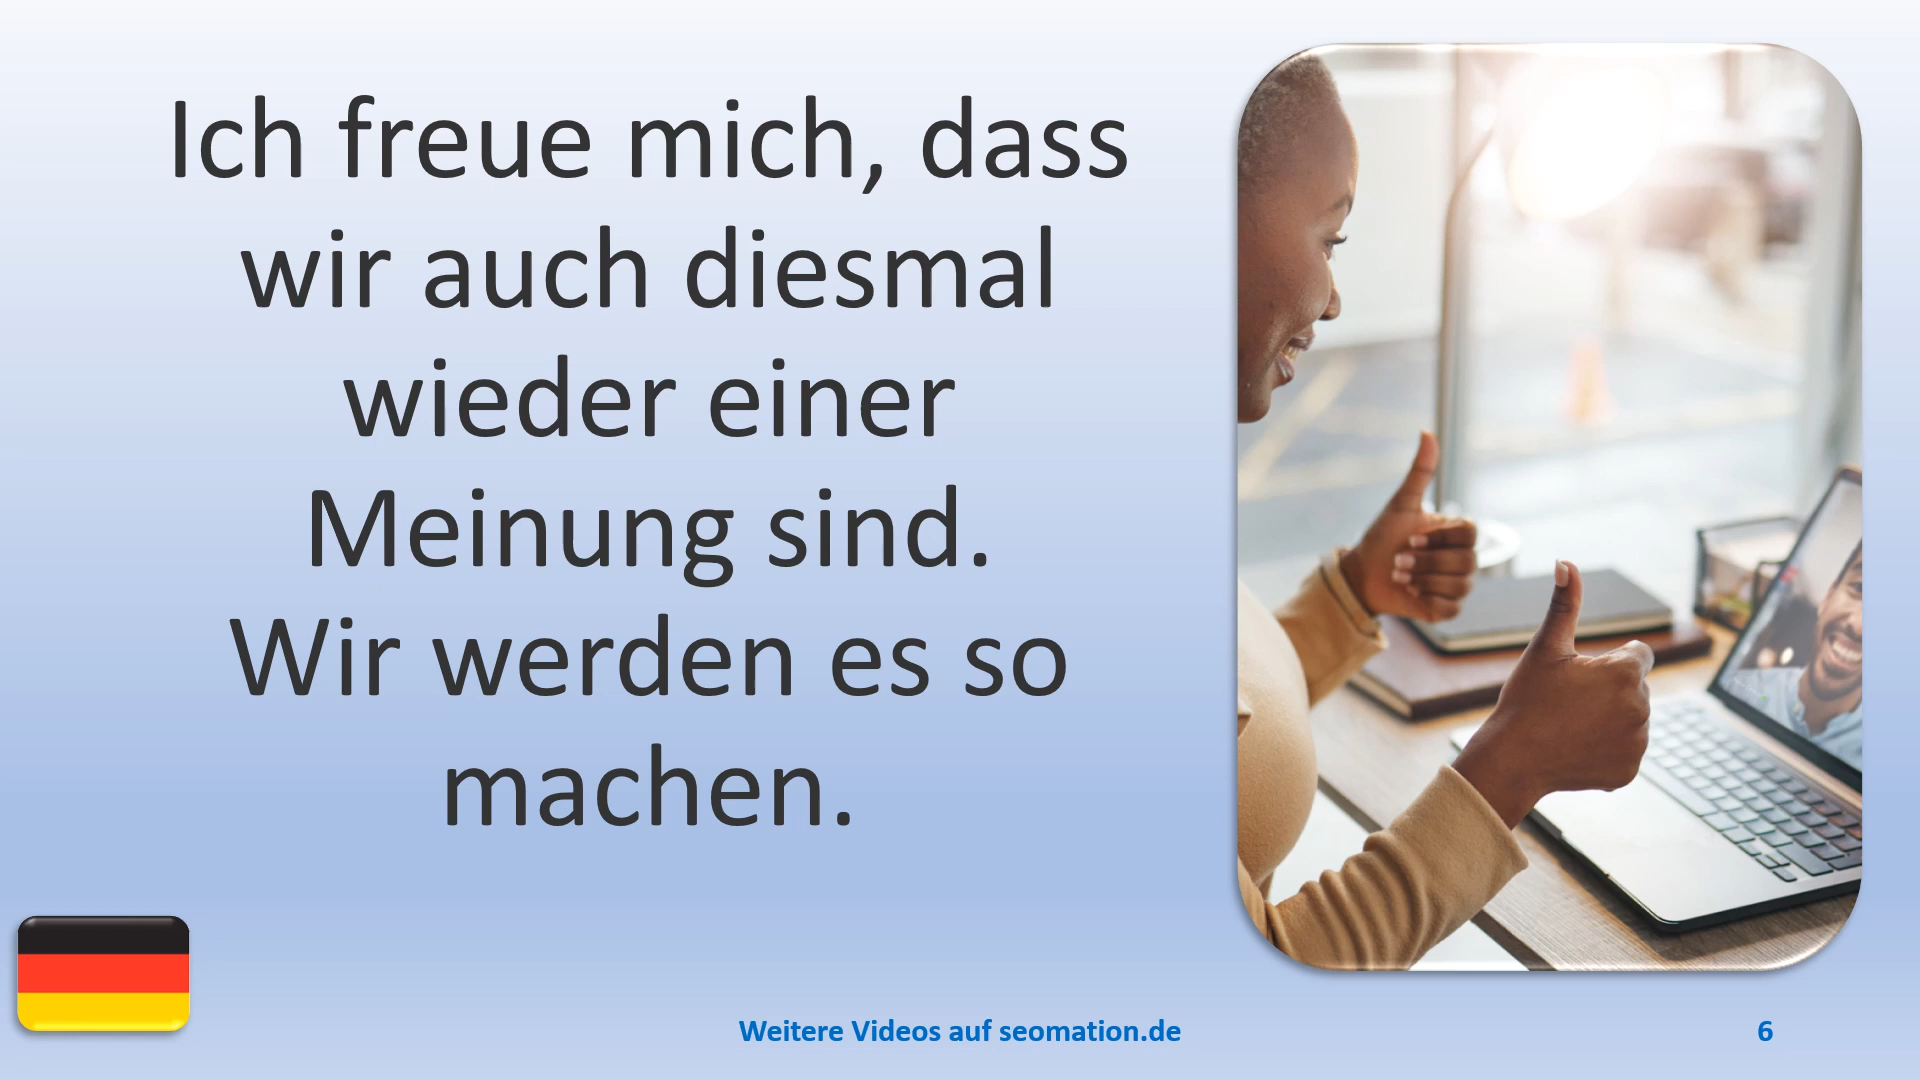 Ich freue mich, dass
wir auch diesmal
wieder einer
Meinung sind.
Wir werden es so
machen.
Weitere Videos auf seomation.de
6